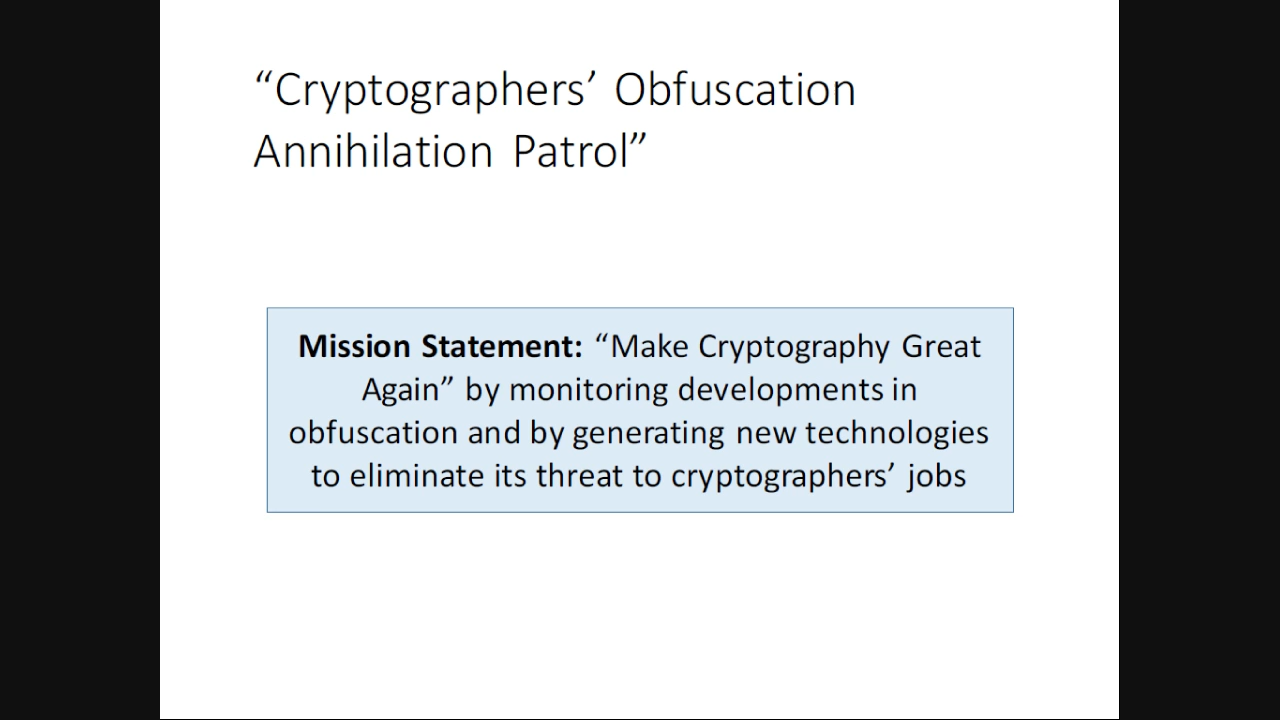 “Cryptographers’ Obfuscation
Annihilation Patrol”
Mission Statement: “Make Cryptography Great
Again” by monitoring developments in
obfuscation and by generating new technologies
to eliminate its threat to cryptographers’ jobs